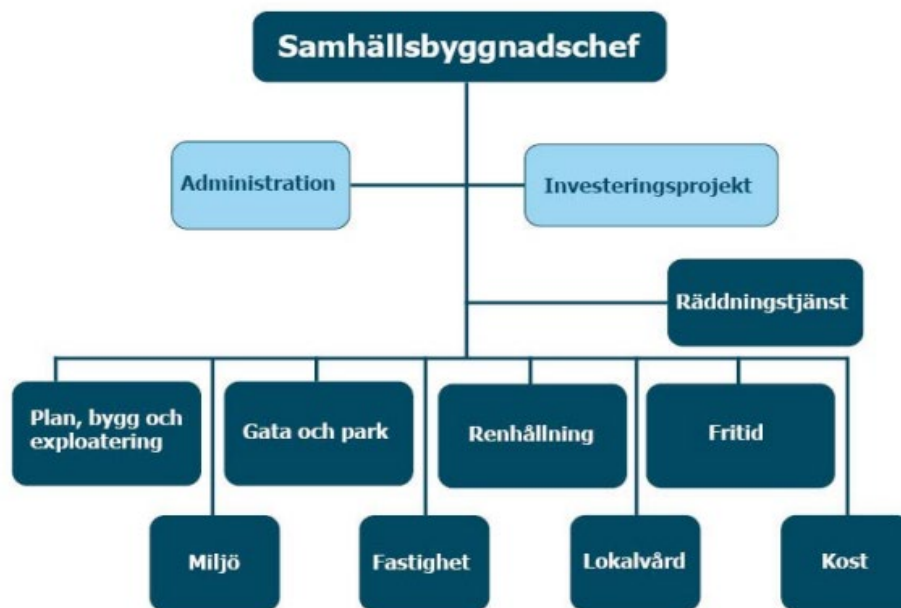 Samhällsbyggnadschef
Administration
Investeringsprojekt
Räddningstjänst
Plan, bygg och
exploatering
Gata och park
Renhållning
Fritid
Miljö
Fastighet
Lokalvård
Kost